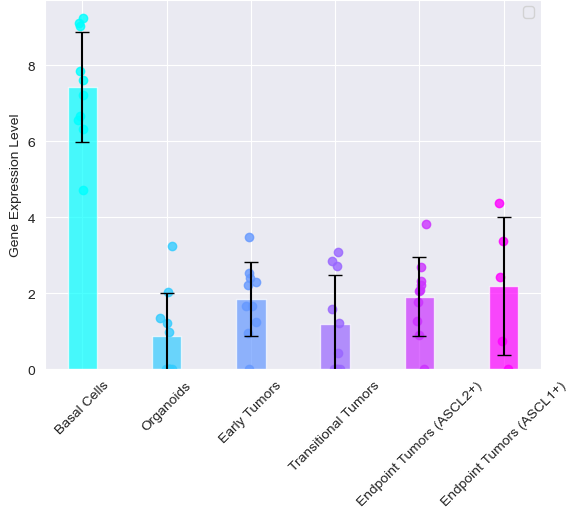 Gene Expression Level
8
6
4
2
0
Basal Cells
Organoids
Early Tumors
Transitional Tumors
Endpoint Tumors (ASCL2+)
Endpoint Tumors (ASCL1+)